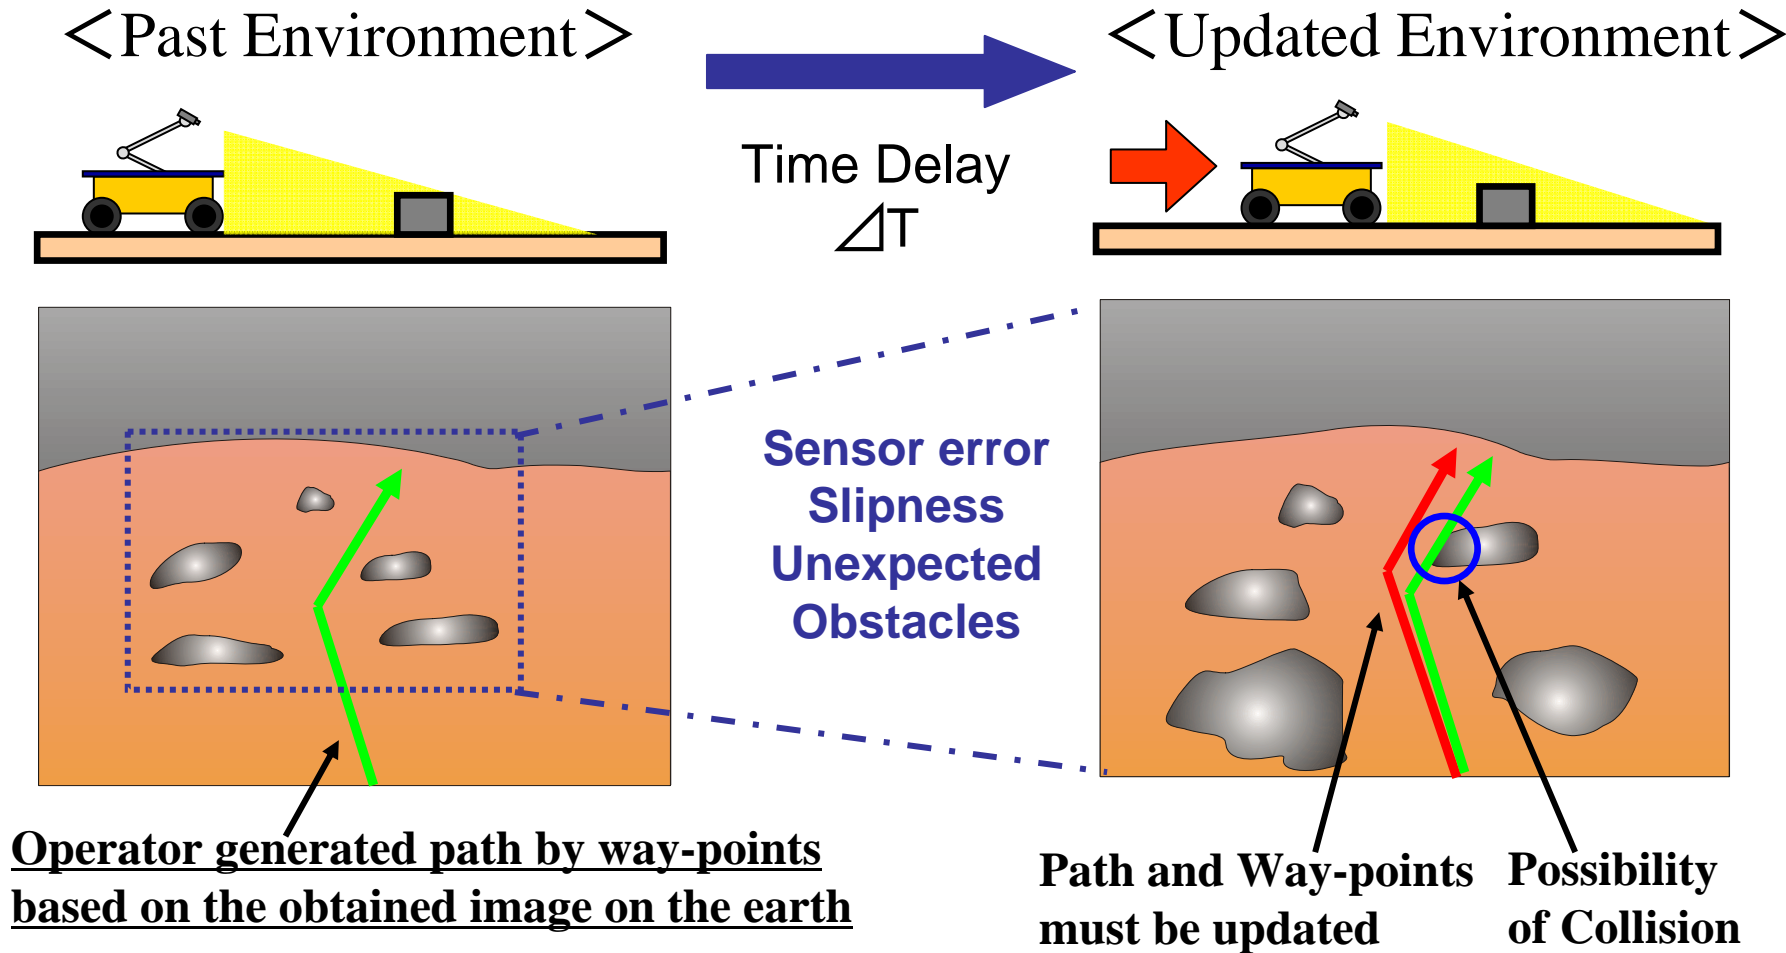 ＜Past Environment＞
＜Updated Environment＞
Time Delay
⊿T
Sensor error
Slipness
Unexpected
Obstacles
Operator generated path by way-points
based on the obtained image on the earth
Path and Way-points
must be updated
Possibility
of Collision